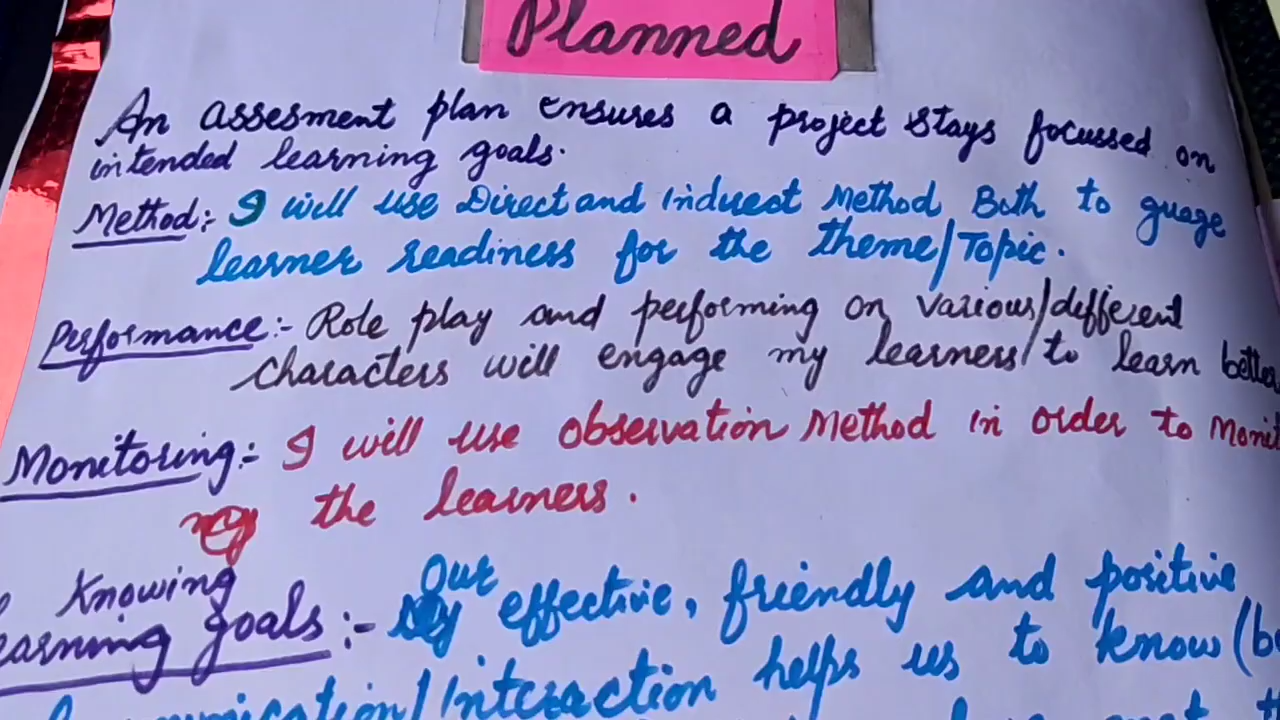 Planned
An assesment plan ensures a project stays focussed on
intended learning goals.
Method:- I will use Direct and Indirect Method Both to guage
learner readiness for the theme/Topic.
Performance:- Role play and performing on various/different
characters will engage my learners/to learn better
Monitoring:- I will use observation Method in order to Monit
the learners.
Knowing
earning goals:- Our effective, friendly and positive
munication/Interaction helps us to know (be